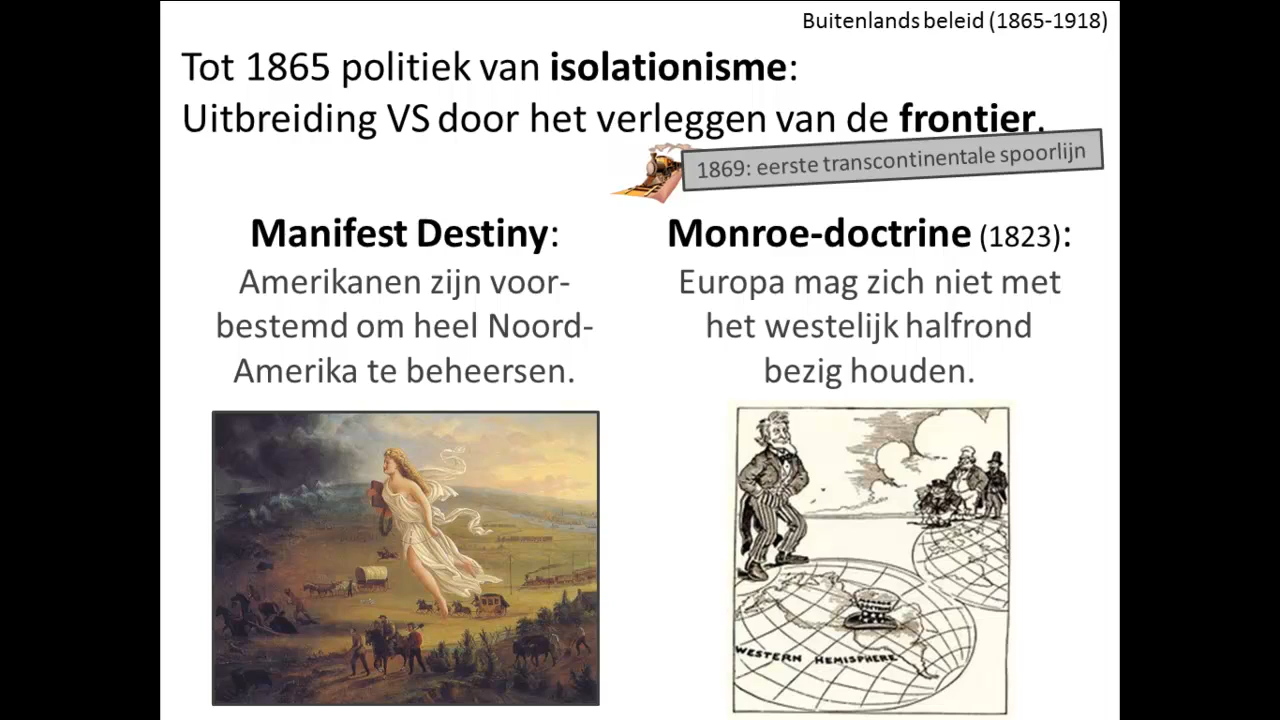 Buitenlands beleid (1865-1918)
Tot 1865 politiek van isolationisme:
Uitbreiding VS door het verleggen van de frontier.
1869: eerste transcontinentale spoorlijn
Manifest Destiny:
Amerikanen zijn voor-
bestemd om heel Noord-
Amerika te beheersen.
Monroe-doctrine (1823):
Europa mag zich niet met
het westelijk halfrond
bezig houden.
MONROE
DOCTRINE
WESTERN HEMISPHERE